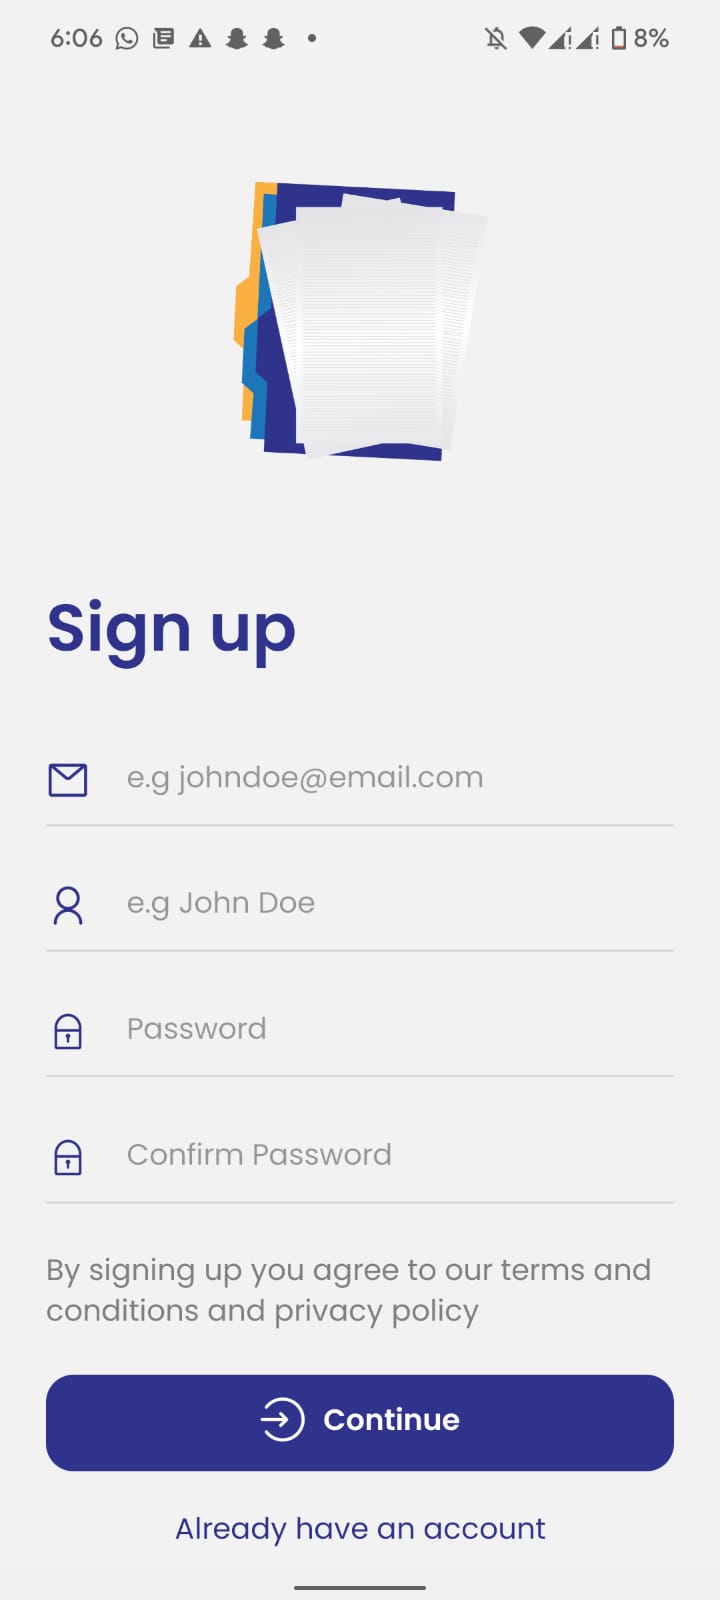 6:06 8%
Sign up
e.g johndoe@email.com
e.g John Doe
Password
Confirm Password
By signing up you agree to our terms and
conditions and privacy policy
Continue
Already have an account